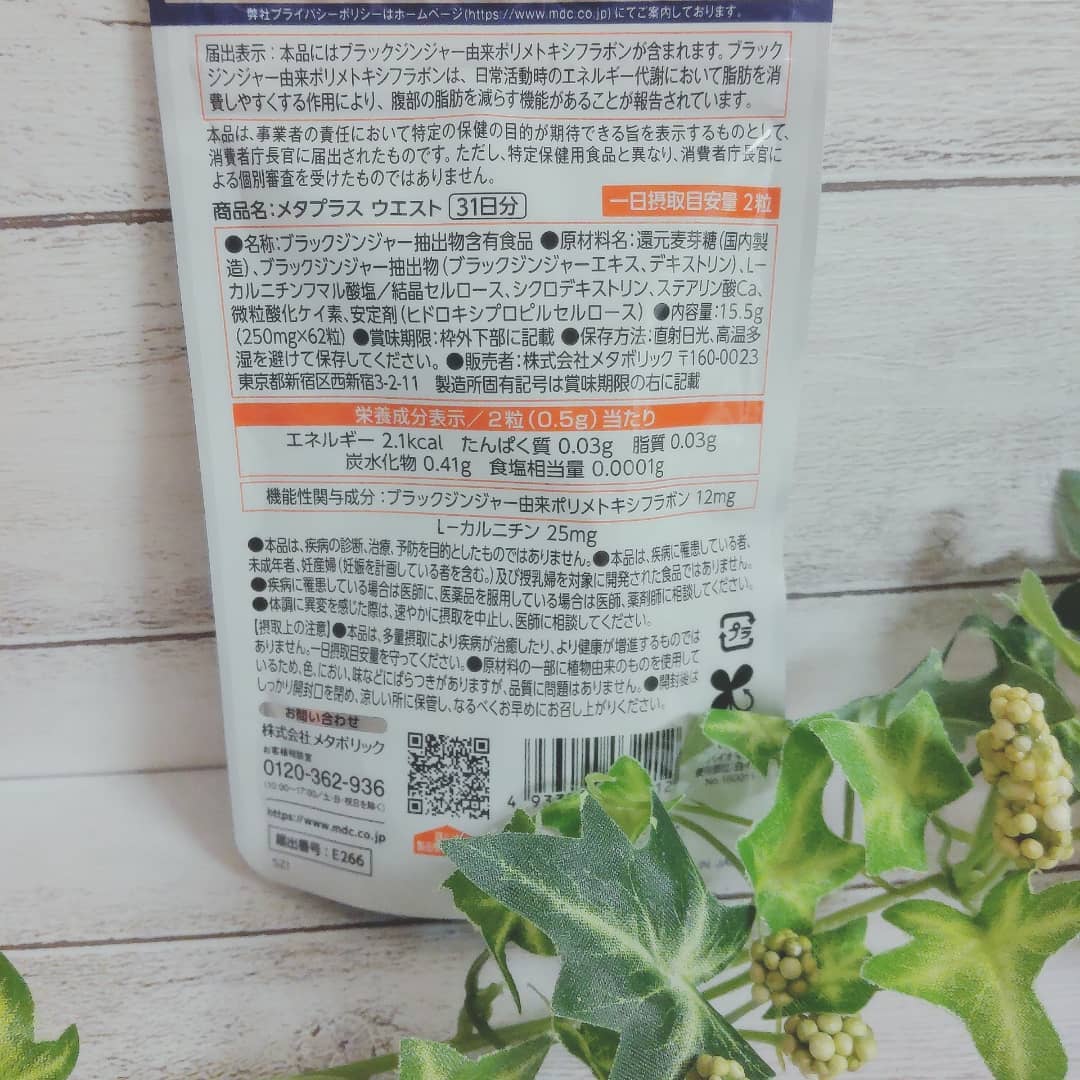 弊社プライバシーポリシーはホームページ(https://www.mdc.co.jp)にてご案内しております。
届出表示：本品にはブラックジンジャー由来ポリメトキシフラボンが含まれます。ブラック
ジンジャー由来ポリメトキシフラボンは、日常活動時のエネルギー代謝において脂肪を消
費しやすくする作用により、腹部の脂肪を減らす機能があることが報告されています。
本品は、事業者の責任において特定の保健の目的が期待できる旨を表示するものとして、
消費者庁長官に届出されたものです。ただし、特定保健用食品と異なり、消費者庁長官に
よる個別審査を受けたものではありません。
商品名：メタプラス ウエスト 31日分
一日摂取目安量 2粒
●名称：ブラックジンジャー抽出物含有食品 ●原材料名：還元麦芽糖(国内製
造)、ブラックジンジャー抽出物(ブラックジンジャーエキス、デキストリン)、L-
カルニチンフマル酸塩／結晶セルロース、シクロデキストリン、ステアリン酸Ca、
微粒酸化ケイ素、安定剤(ヒドロキシプロピルセルロース) ●内容量：15.5g
(250mg×62粒) ●賞味期限：枠外下部に記載 ●保存方法：直射日光、高温多
湿を避けて保存してください。●販売者：株式会社メタボリック 〒160-0023
東京都新宿区西新宿3-2-11 製造所固有記号は賞味期限の右に記載
栄養成分表示／2粒(0.5g)当たり
エネルギー 2.1kcal たんぱく質 0.03g 脂質 0.03g
炭水化物 0.41g 食塩相当量 0.0001g
機能性関与成分：ブラックジンジャー由来ポリメトキシフラボン 12mg
L-カルニチン 25mg
●本品は、疾病の診断、治療、予防を目的としたものではありません。●本品は、疾病に罹患している者、
未成年者、妊産婦(妊娠を計画している者を含む。)及び授乳婦を対象に開発された食品ではありません。
●疾病に罹患している場合は医師に、医薬品を服用している場合は医師、薬剤師に相談してください。
●体調に異変を感じた際は、速やかに摂取を中止し、医師に相談してください。
【摂取上の注意】●本品は、多量摂取により疾病が治癒したり、より健康が増進するものでは
ありません。一日摂取目安量を守ってください。●原材料の一部に植物由来のものを使用して
いるため、色、におい、味などにばらつきがありますが、品質に問題はありません。●開封後は
しっかり開封口を閉め、涼しい所に保管し、なるべくお早めにお召し上がりください。
プラ
お問い合わせ
株式会社メタボリック
お客様相談室
0120-362-936
(10:00〜17:00/土・日・祝日を除く)
https://www.mdc.co.jp
届出番号：E266
SZ1